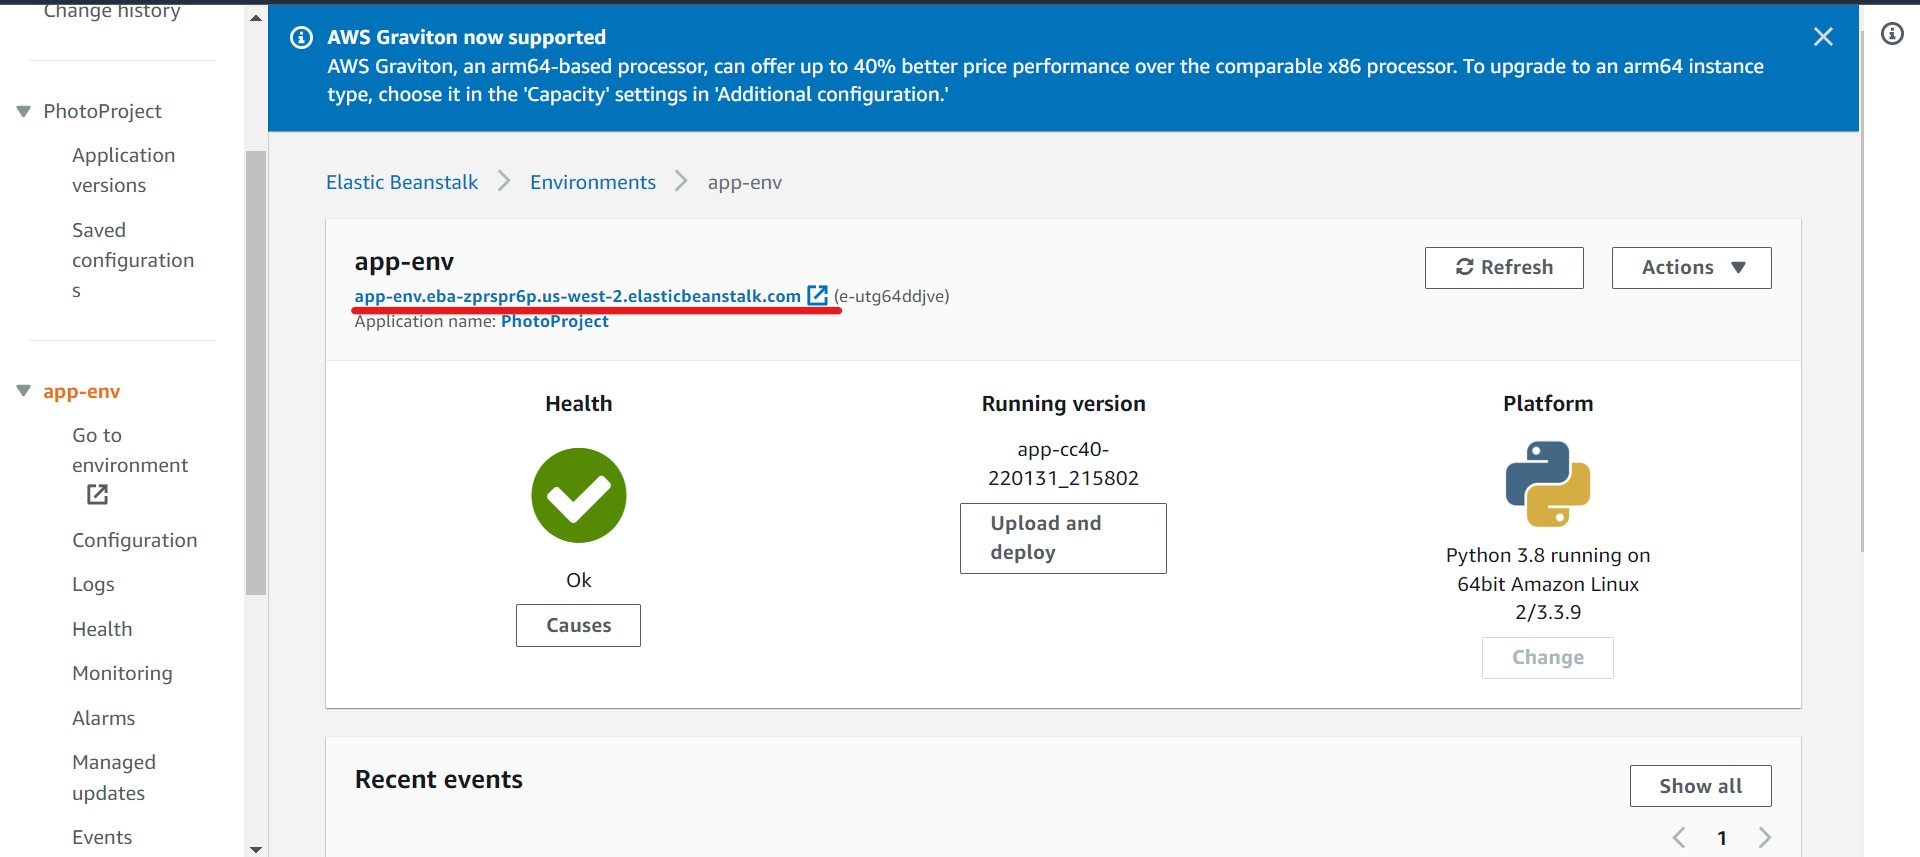 Change history
PhotoProject
Application
versions
Saved
configuration
s
app-env
Go to
environment
Configuration
Logs
Health
Monitoring
Alarms
Managed
updates
Events
AWS Graviton now supported
AWS Graviton, an arm64-based processor, can offer up to 40% better price performance over the comparable x86 processor. To upgrade to an arm64 instance
type, choose it in the 'Capacity' settings in 'Additional configuration.'
Elastic Beanstalk > Environments > app-env
app-env
Refresh
Actions
app-env.eba-zprspr6p.us-west-2.elasticbeanstalk.com (e-utg64ddjve)
Application name: PhotoProject
Health
Ok
Causes
Running version
app-cc40-
220131_215802
Upload and
deploy
Platform
Python 3.8 running on
64bit Amazon Linux
2/3.3.9
Change
Recent events
Show all
< 1 >